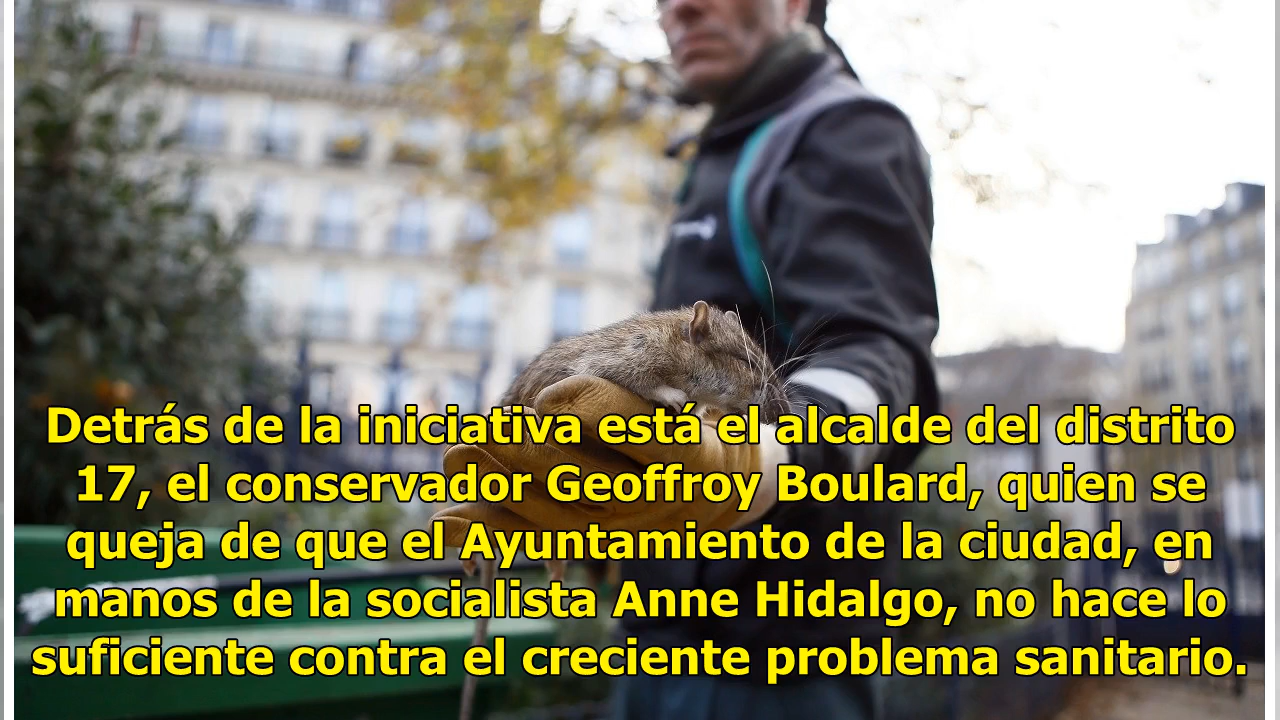 Detrás de la iniciativa está el alcalde del distrito
17, el conservador Geoffroy Boulard, quien se
queja de que el Ayuntamiento de la ciudad, en
manos de la socialista Anne Hidalgo, no hace lo
suficiente contra el creciente problema sanitario.